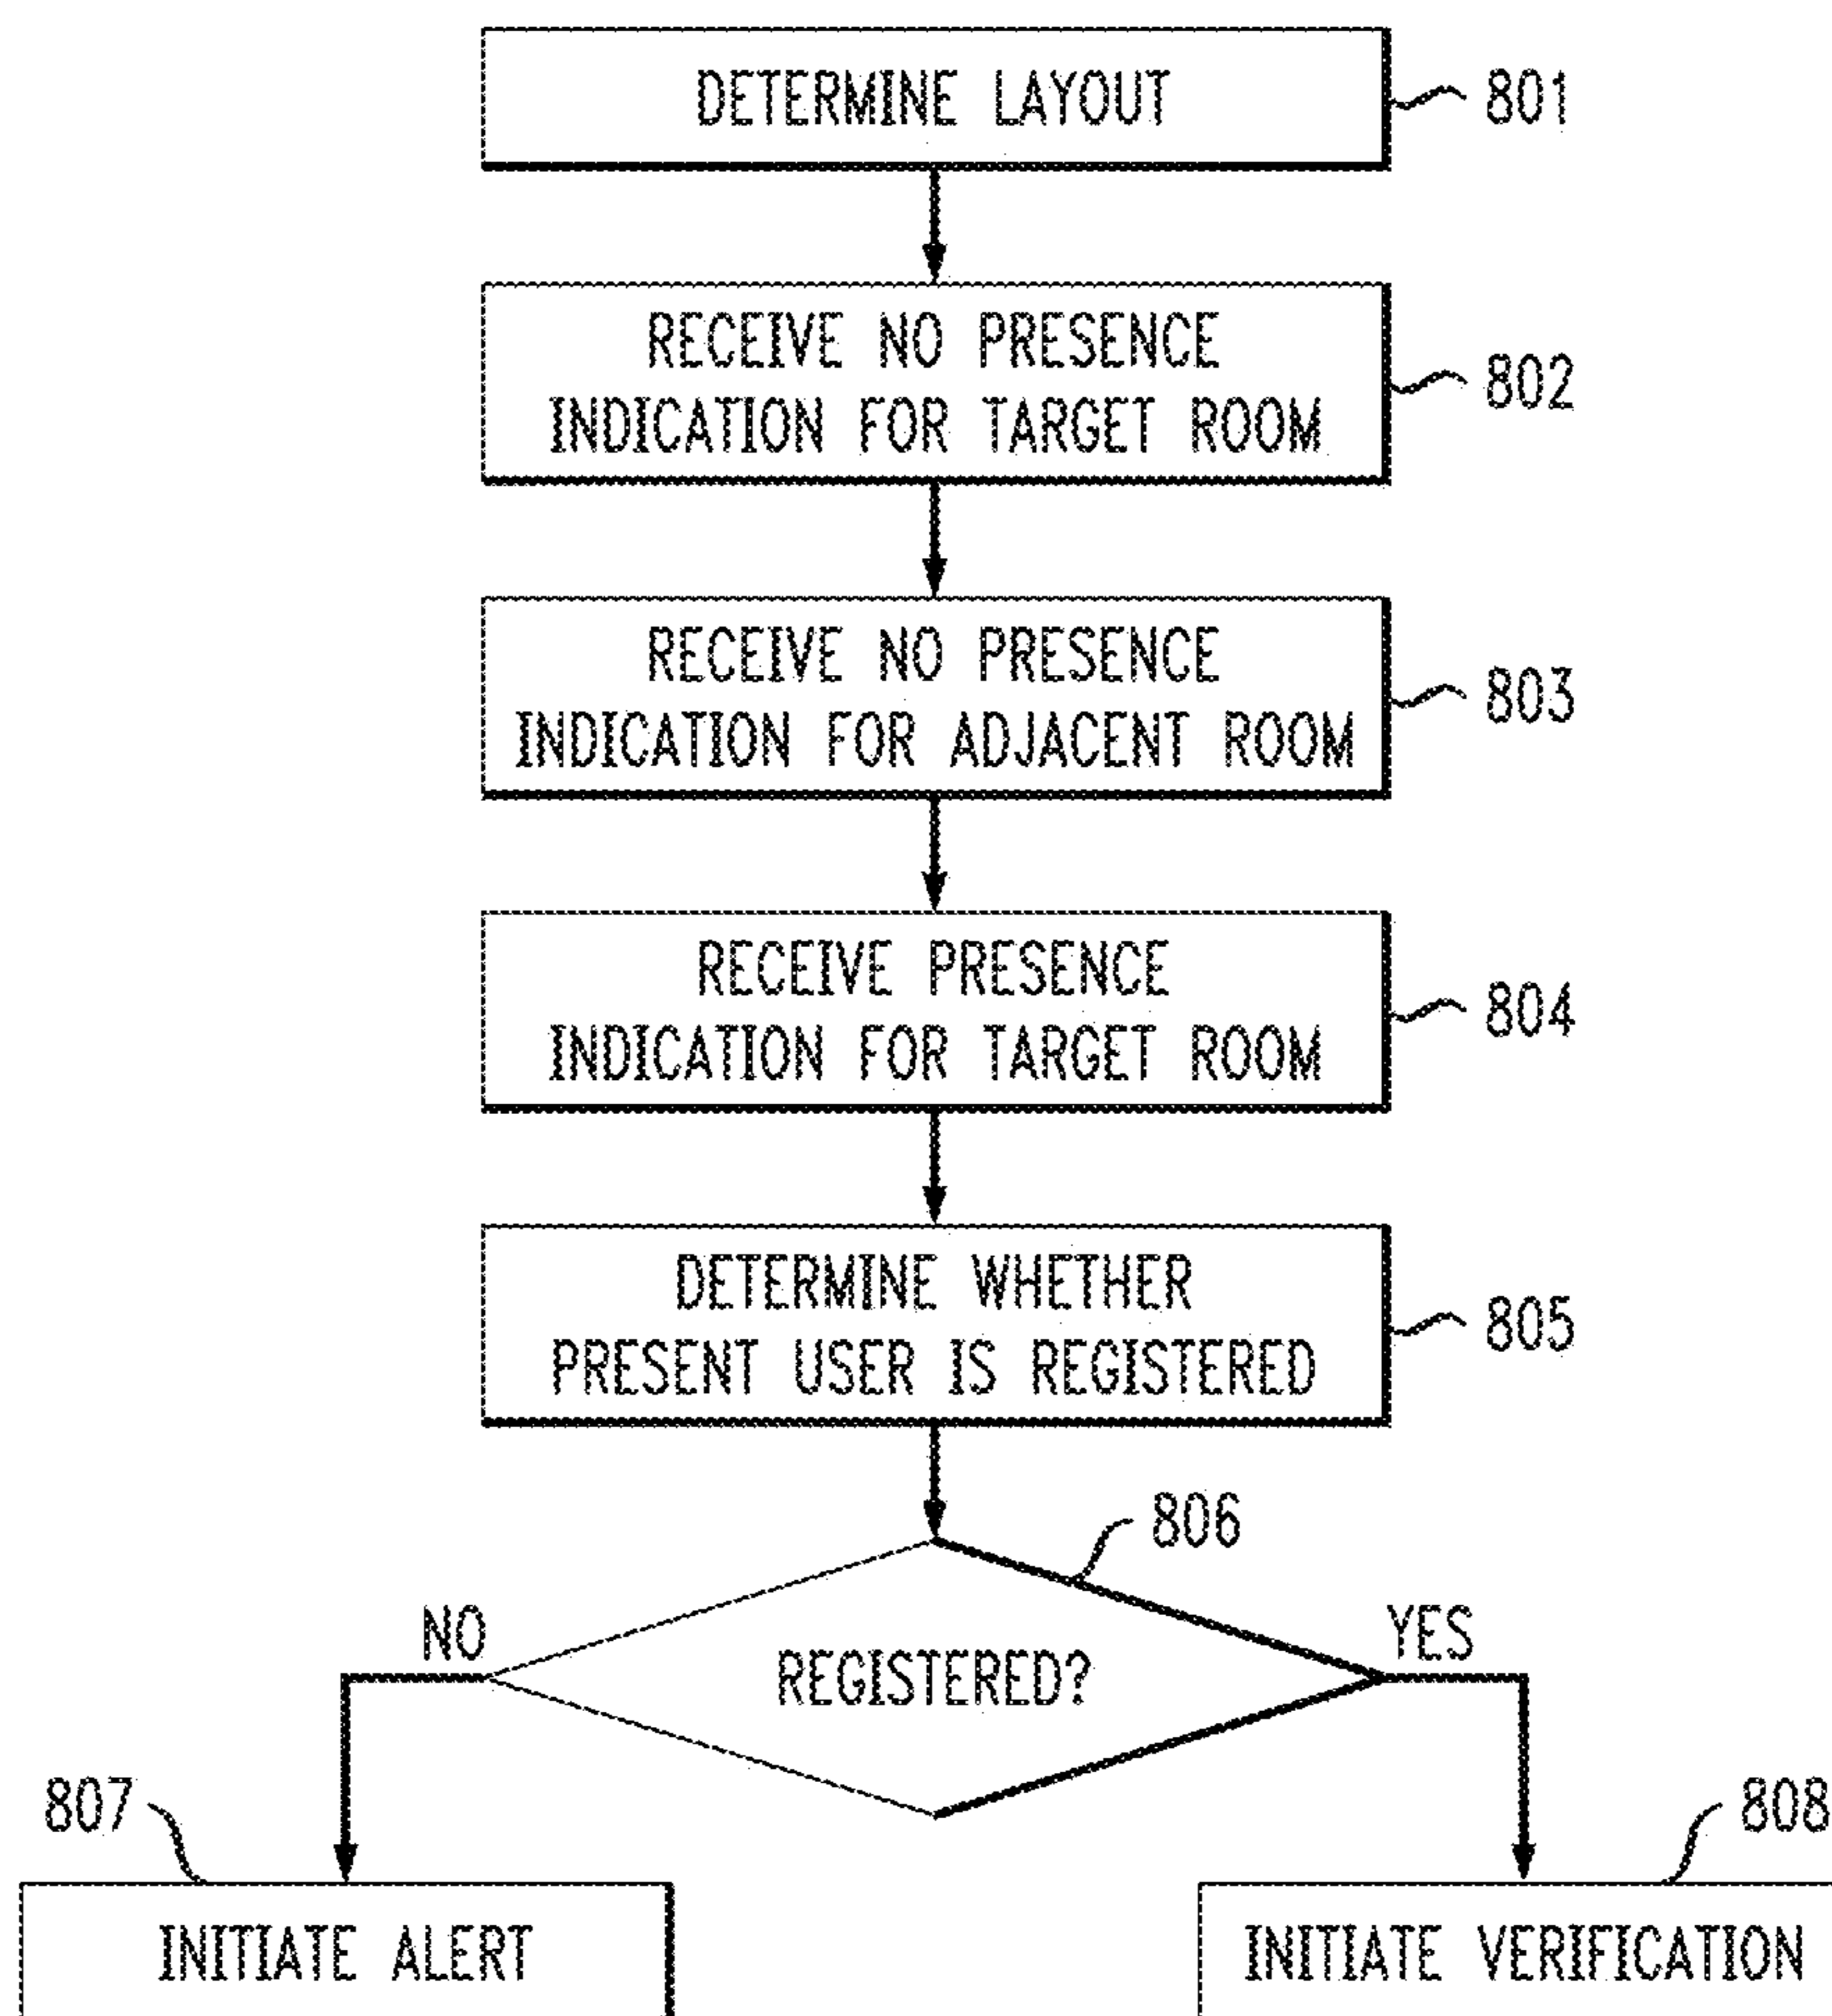 DETERMINE LAYOUT
801
RECEIVE NO PRESENCE
INDICATION FOR TARGET ROOM
802
RECEIVE NO PRESENCE
INDICATION FOR ADJACENT ROOM
803
RECEIVE PRESENCE
INDICATION FOR TARGET ROOM
804
DETERMINE WHETHER
PRESENT USER IS REGISTERED
805
806
NO
REGISTERED?
YES
807
INITIATE ALERT
808
INITIATE VERIFICATION